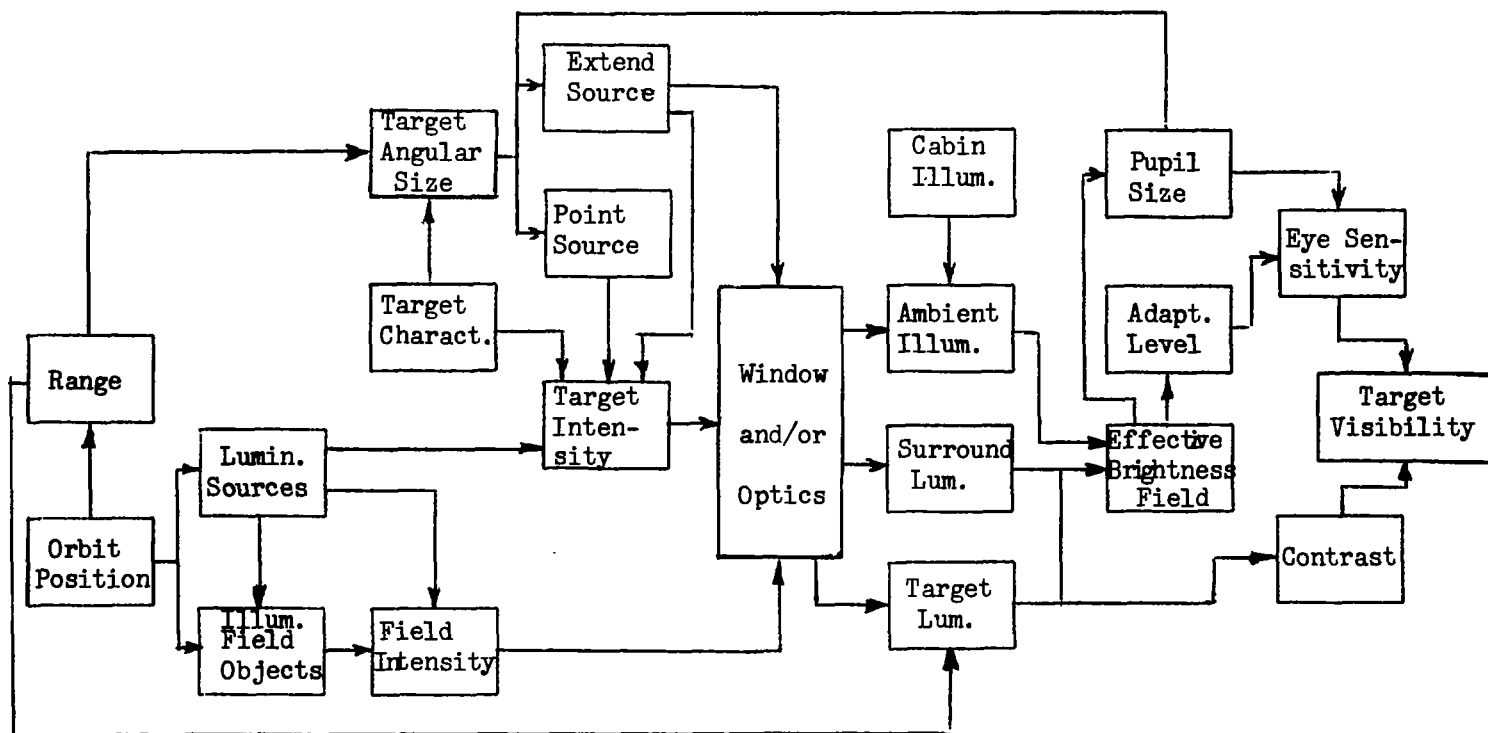 Extend
Source
Target
Angular
Size
Cabin
Illum.
Pupil
Size
Point
Source
Eye Sen-
sitivity
Target
Charact.
Ambient
Illum.
Adapt.
Level
Range
Window
and/or
Optics
Target
Inten-
sity
Target
Visibility
Lumin.
Sources
Surround
Lum.
Effective
Brightness
Field
Orbit
Position
Contrast
Target
Lum.
Illum.
Field
Objects
Field
Intensity